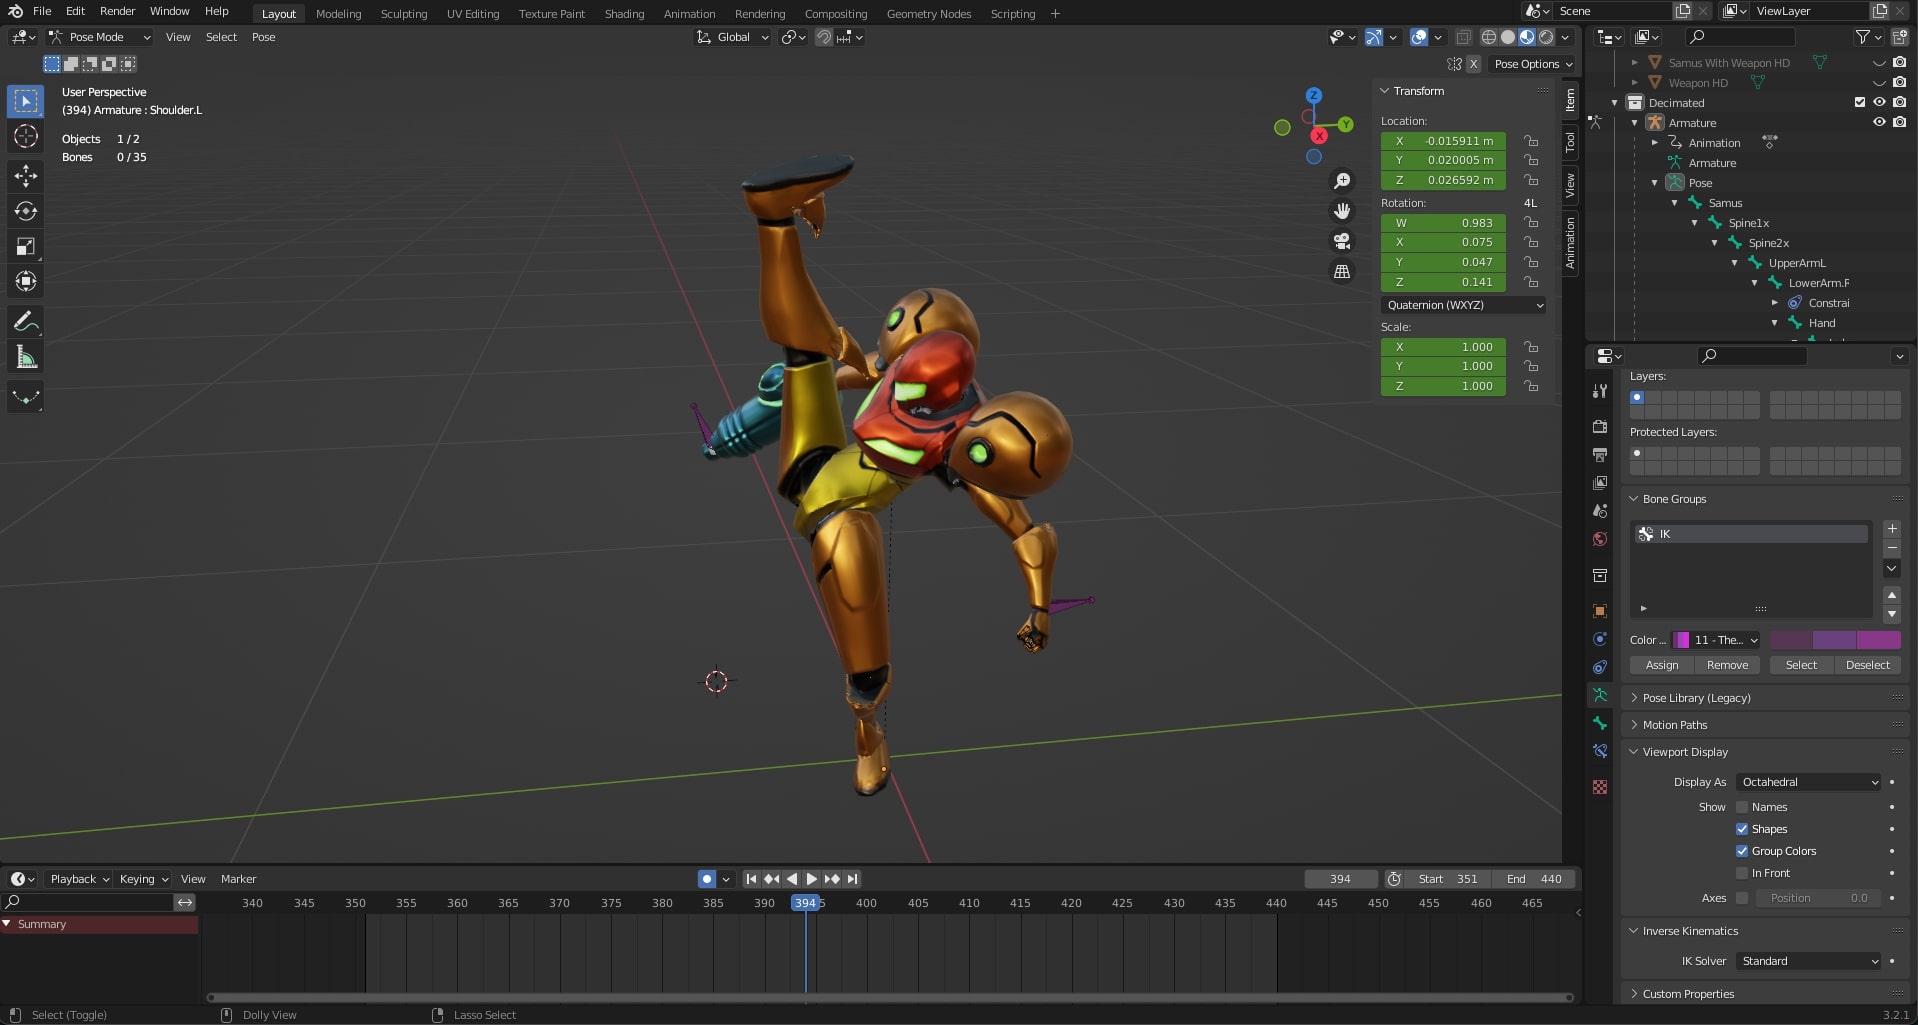 File Edit Render Window Help Layout Modeling Sculpting UV Editing Texture Paint Shading Animation Rendering Compositing Geometry Nodes Scripting + Scene ViewLayer
Pose Mode View Select Pose Global
X Pose Options
User Perspective
(394) Armature : Shoulder.L
Objects 1 / 2
Bones 0 / 35
Z
Y
X
Transform
Location:
X -0.015911 m
Y 0.020005 m
Z 0.026592 m
Rotation: 4L
W 0.983
X 0.075
Y 0.047
Z 0.141
Quaternion (WXYZ)
Scale:
X 1.000
Y 1.000
Z 1.000
Item
Tool
View
Animation
Samus With Weapon HD
Weapon HD
Decimated
Armature
Animation
Armature
Pose
Samus
Spine1x
Spine2x
UpperArmL
LowerArm.F
Constrai
Hand
Layers:
Protected Layers:
Bone Groups
IK
Color ... 11 - The...
Assign Remove Select Deselect
Pose Library (Legacy)
Motion Paths
Viewport Display
Display As Octahedral
Show Names
Shapes
Group Colors
In Front
Axes Position 0.0
Inverse Kinematics
IK Solver Standard
Custom Properties
Playback Keying View Marker 394 Start 351 End 440
340 345 350 355 360 365 370 375 380 385 390 394 400 405 410 415 420 425 430 435 440 445 450 455 460 465
Summary
Select (Toggle) Dolly View Lasso Select 3.2.1